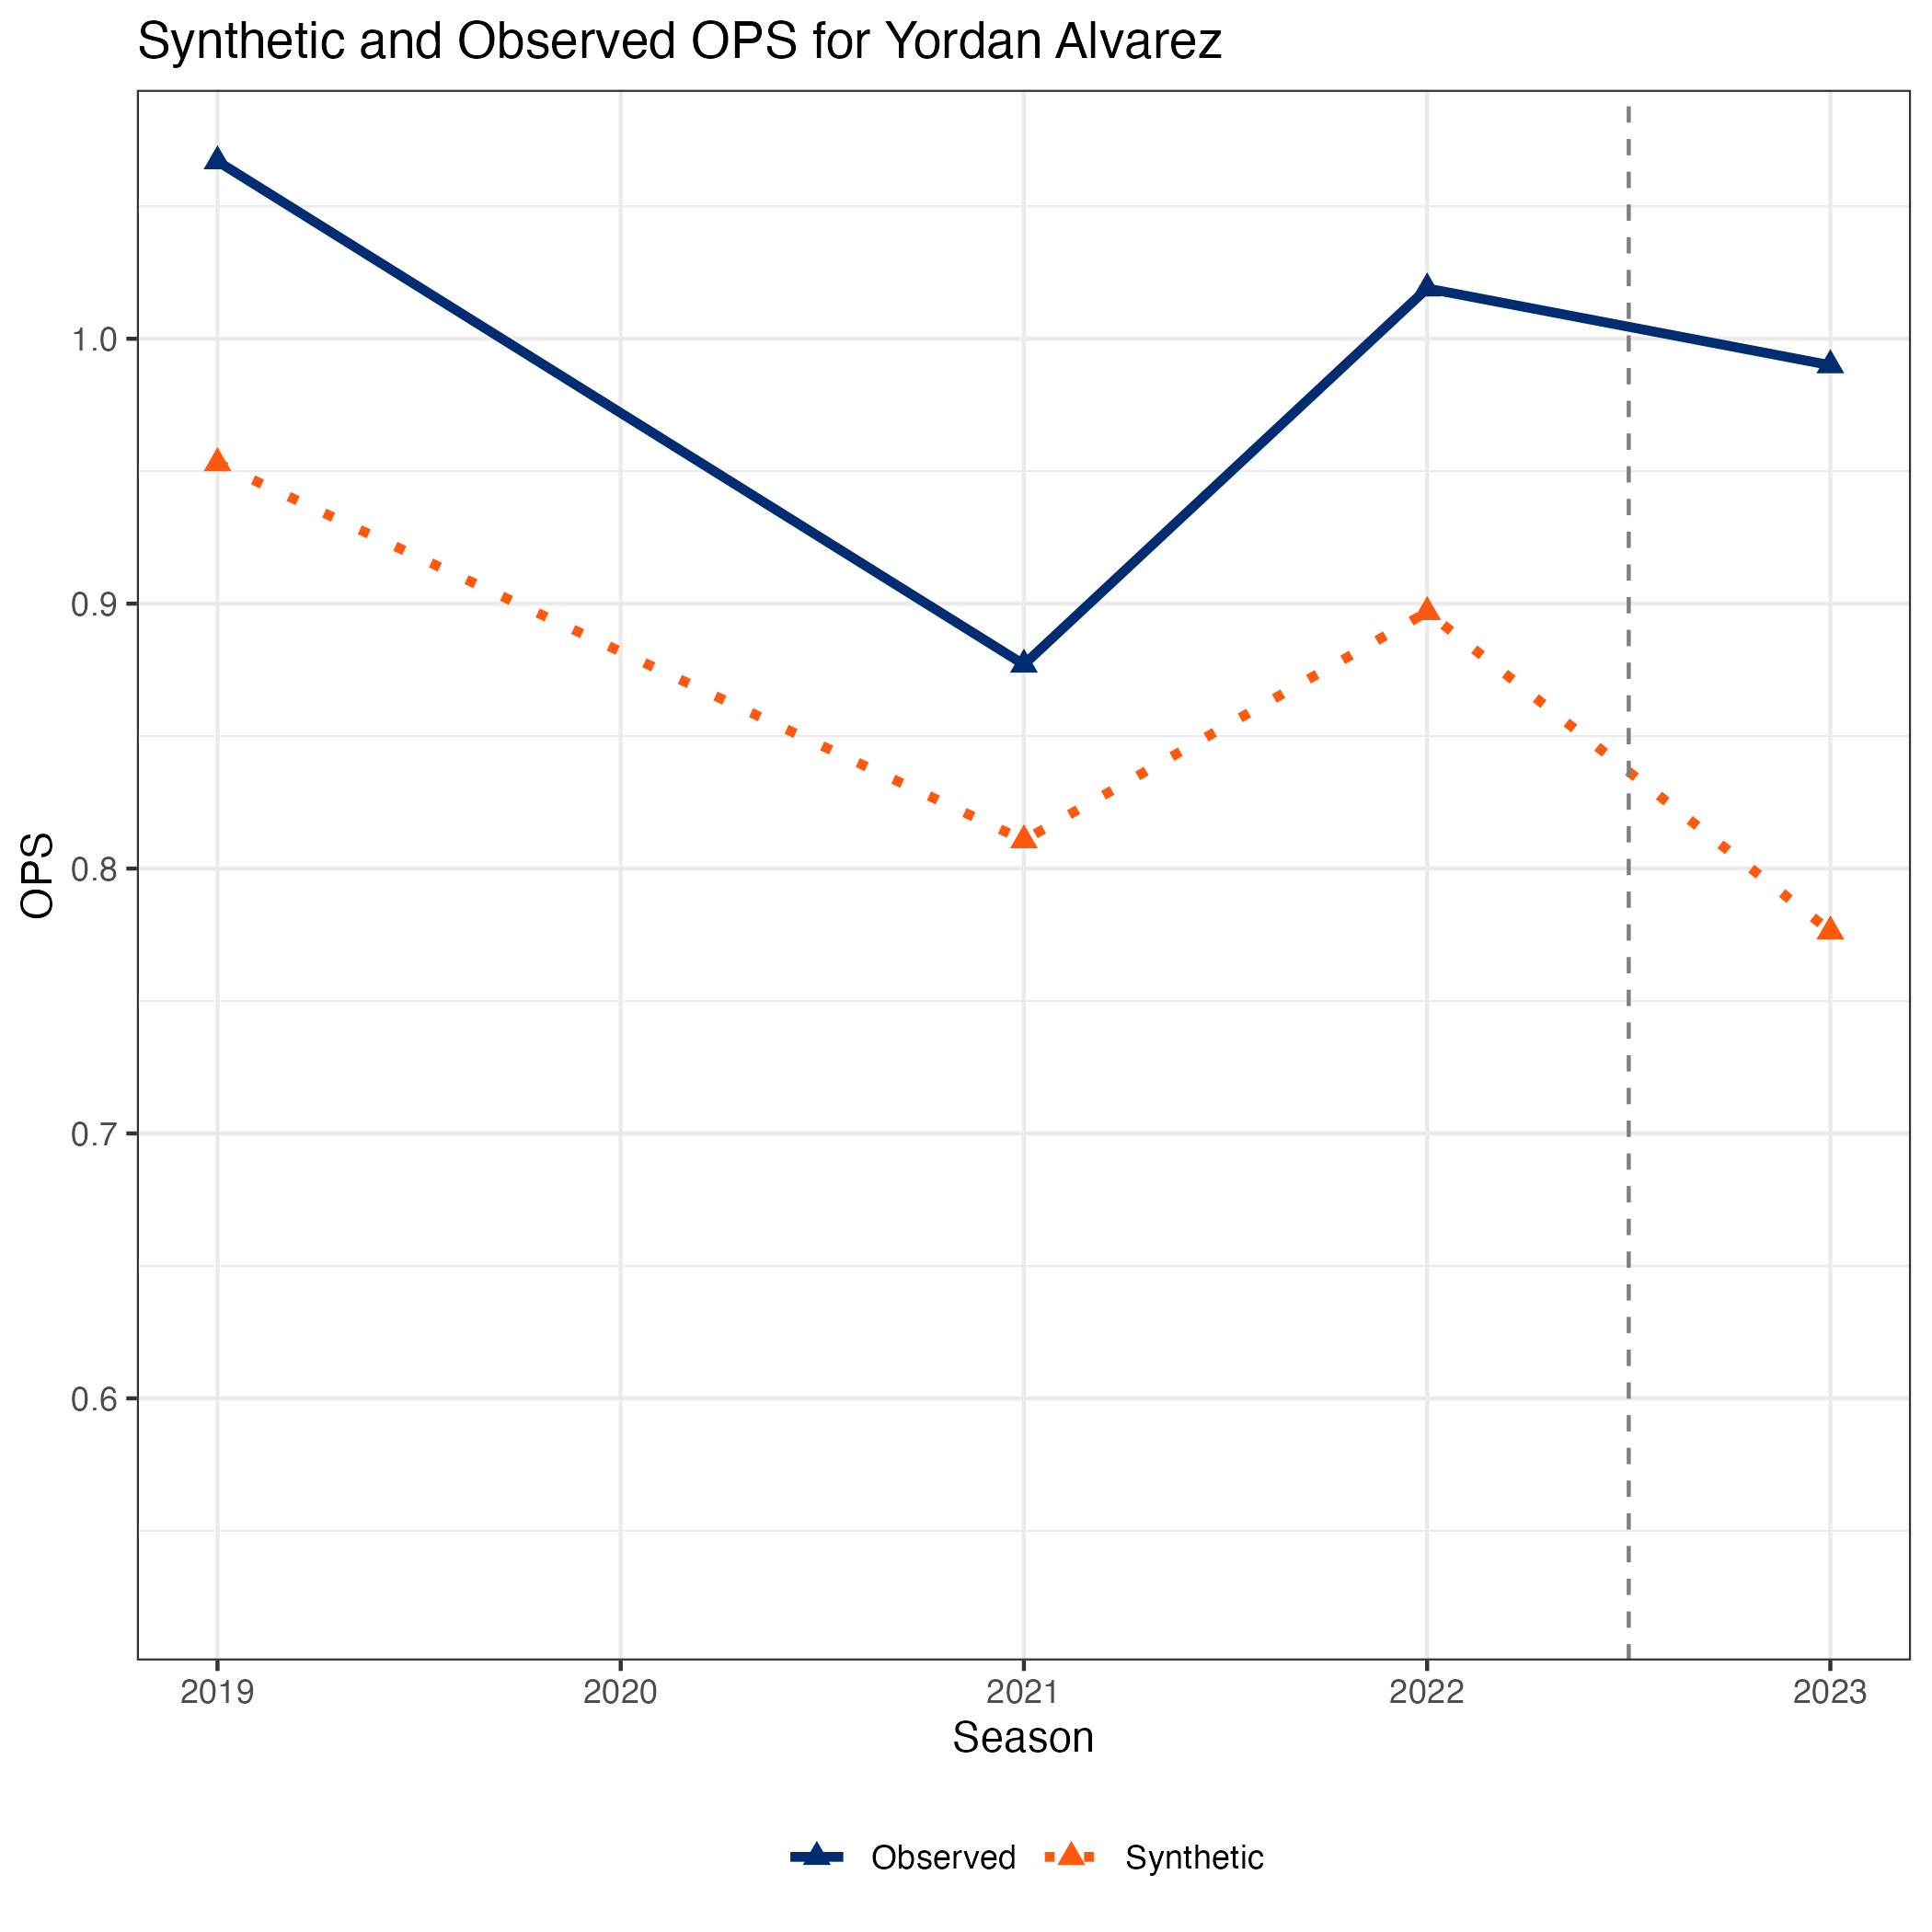 Synthetic and Observed OPS for Yordan Alvarez
OPS
1.0
0.9
0.8
0.7
0.6
2019 2020 2021 2022 2023
Season
Observed Synthetic